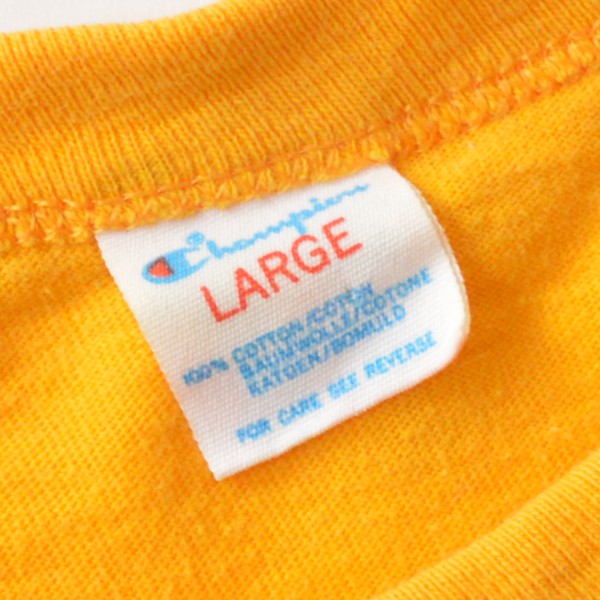 Champion
LARGE
100% COTTON/COTON
BAUMWOLLE/COTONE
KATOEN/BOMULD
FOR CARE SEE REVERSE